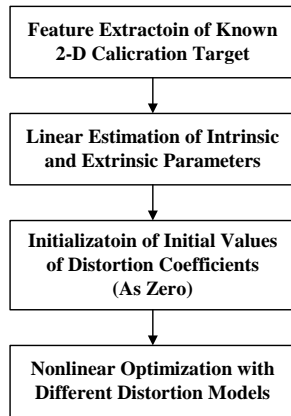 Feature Extractoin of Known
2-D Calicration Target
Linear Estimation of Intrinsic
and Extrinsic Parameters
Initializatoin of Initial Values
of Distortion Coefficients
(As Zero)
Nonlinear Optimization with
Different Distortion Models